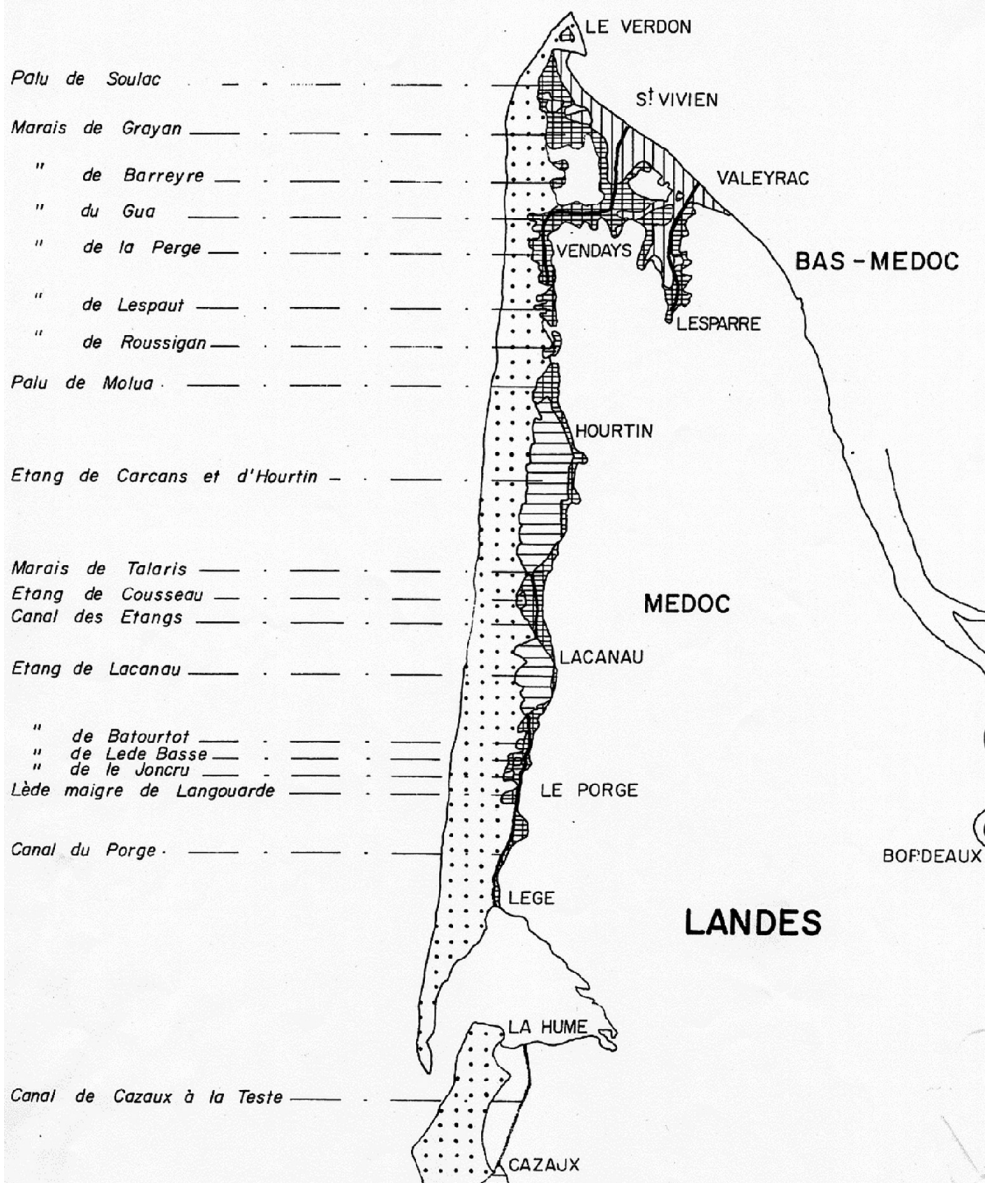 LE VERDON
Palu de Soulac
St VIVIEN
Marais de Grayan
" de Barreyre
VALEYRAC
" du Gua
" de la Perge
VENDAYS
BAS-MEDOC
" de Lespaut
LESPARRE
" de Roussigan
Palu de Molua
HOURTIN
Etang de Carcans et d'Hourtin
Marais de Talaris
Etang de Cousseau
MEDOC
Canal des Etangs
LACANAU
Etang de Lacanau
" de Batourtot
" de Lede Basse
" de le Joncru
Lède maigre de Langouarde
LE PORGE
Canal du Porge
BORDEAUX
LEGE
LANDES
LA HUME
Canal de Cazaux à la Teste
CAZAUX